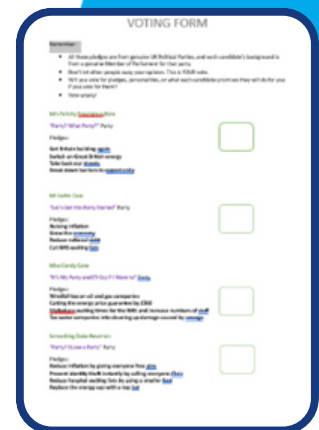 VOTING FORM
Remember:
All these pledges are from genuine UK Political Parties, and each candidate's background is
from a genuine Member of Parliament for that party.
Don't let other people sway your opinion. This is YOUR vote.
Will you vote for pledges, personalities, or what each candidate promises they will do for you
if you vote for them?
Vote wisely!
Mrs Felicity
"Party? What Party?" Party
Pledges:
Get Britain building again
Switch on Great British energy
Take back our streets
Break down barriers to opportunity
Mr Justin Case
"Let's Get this Party Started" Party
Pledges:
Halving inflation
Grow the economy
Reduce national debt
Cut NHS waiting lists
Miss Candy Cane
"It's My Party and I'll Cry if I Want to" Party
Pledges:
Windfall tax on oil and gas companies
Cutting the energy price guarantee by £500
waiting times for the NHS and increase numbers of staff
Tax water companies into cleaning up damage caused by sewage
"Party? I Love a Party" Party
Pledges:
Reduce inflation by giving everyone free pins
Prevent identity theft instantly by calling everyone
Reduce hospital waiting lists by using a smaller font
Replace the energy cap with a top hat